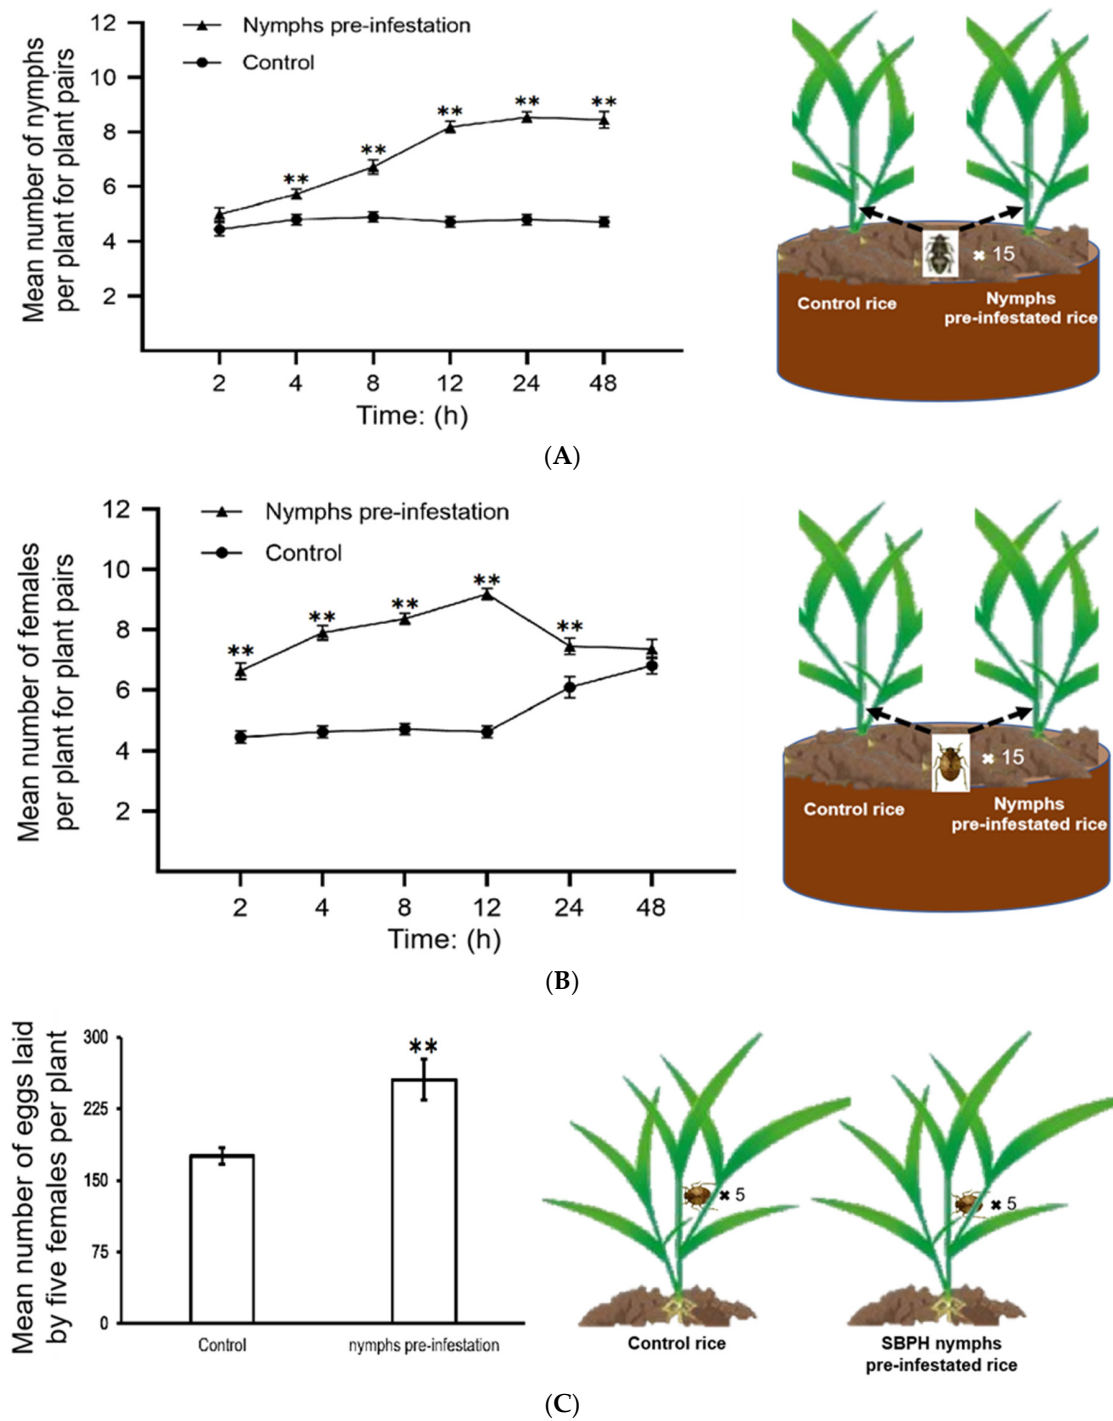 Mean number of nymphs
per plant for plant pairs
12
10
8
6
4
2
Nymphs pre-infestation
Control
**
**
**
**
**
2 4 8 12 24 48
Time: (h)
✖ 15
Control rice
Nymphs
pre-infestated rice
(A)
Mean number of females
per plant for plant pairs
12
10
8
6
4
2
Nymphs pre-infestation
Control
**
**
**
**
**
2 4 8 12 24 48
Time: (h)
✖ 15
Control rice
Nymphs
pre-infestated rice
(B)
Mean number of eggs laid
by five females per plant
300
225
150
75
0
**
Control
nymphs pre-infestation
✖ 5
✖ 5
Control rice
SBPH nymphs
pre-infestated rice
(C)